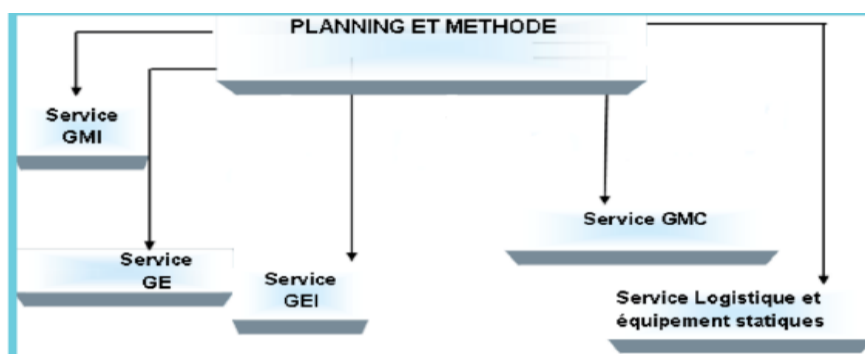 PLANNING ET METHODE
Service
GMI
Service
GE
Service
GEI
Service GMC
Service Logistique et
équipement statiques